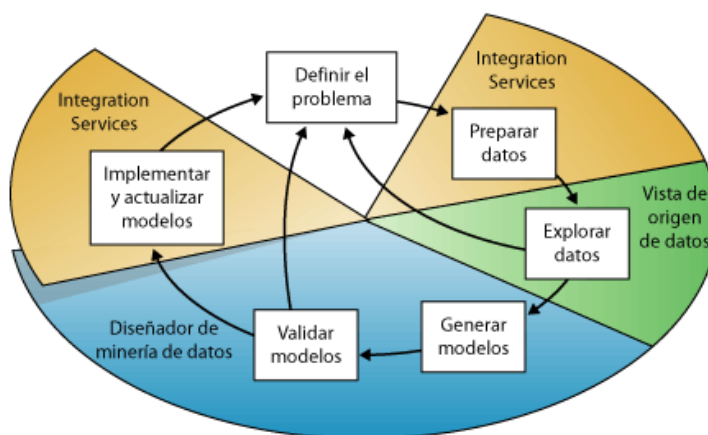 Definir el
problema
Integration
Services
Preparar
datos
Vista de
origen
de datos
Explorar
datos
Generar
modelos
Validar
modelos
Diseñador de
minería de datos
Implementar
y actualizar
modelos
Integration
Services